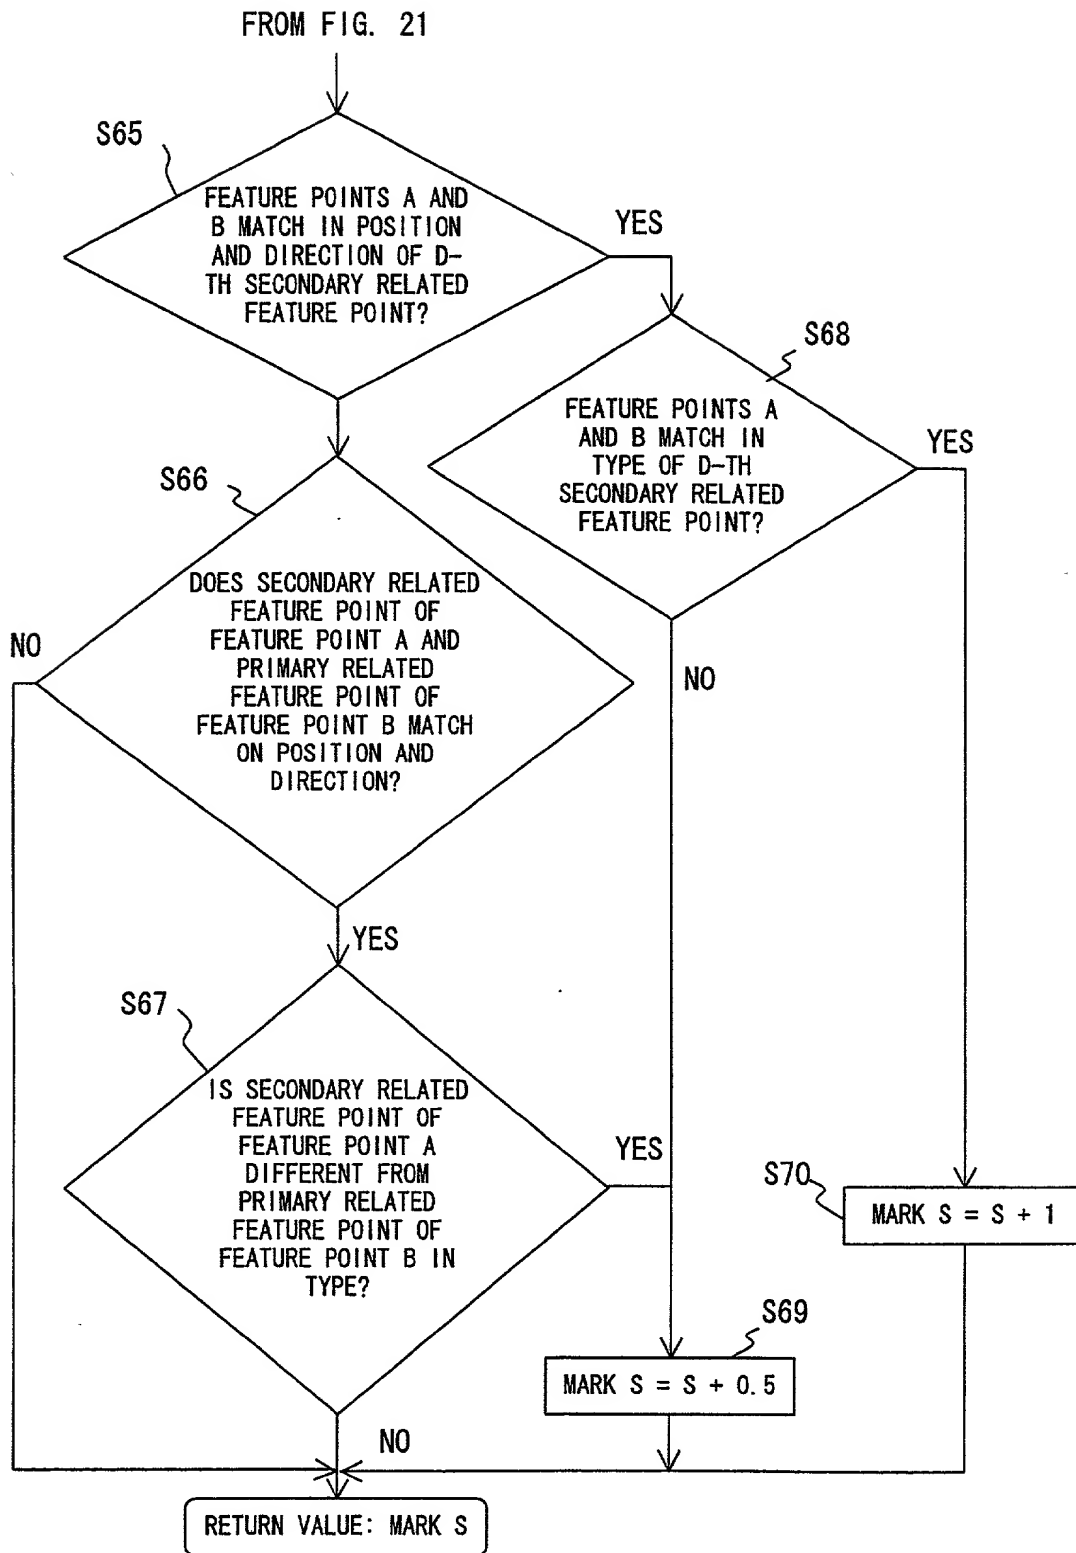 FROM FIG. 21
S65
FEATURE POINTS A AND
B MATCH IN POSITION
AND DIRECTION OF D-
TH SECONDARY RELATED
FEATURE POINT?
YES
S68
FEATURE POINTS A
AND B MATCH IN
TYPE OF D-TH
SECONDARY RELATED
FEATURE POINT?
YES
NO
S66
DOES SECONDARY RELATED
FEATURE POINT OF
FEATURE POINT A AND
PRIMARY RELATED
FEATURE POINT OF
FEATURE POINT B MATCH
ON POSITION AND
DIRECTION?
NO
YES
S67
IS SECONDARY RELATED
FEATURE POINT OF
FEATURE POINT A
DIFFERENT FROM
PRIMARY RELATED
FEATURE POINT OF
FEATURE POINT B IN
TYPE?
YES
NO
S70
MARK S = S + 1
S69
MARK S = S + 0.5
RETURN VALUE: MARK S